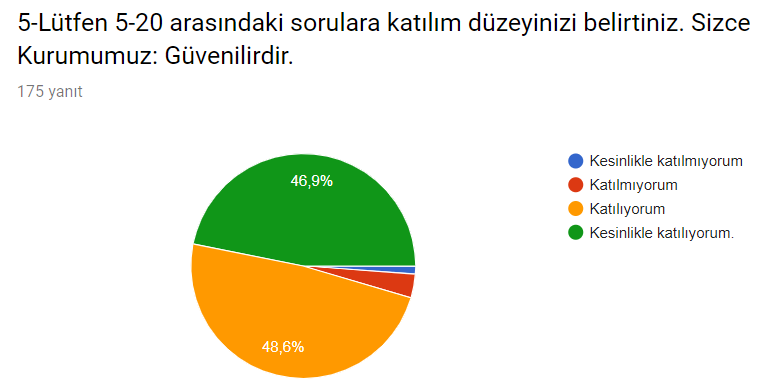 5-Lütfen 5-20 arasındaki sorulara katılım düzeyinizi belirtiniz. Sizce
Kurumumuz: Güvenilirdir.
175 yanıt
46,9%
48,6%
Kesinlikle katılmıyorum
Katılmıyorum
Katılıyorum
Kesinlikle katılıyorum.